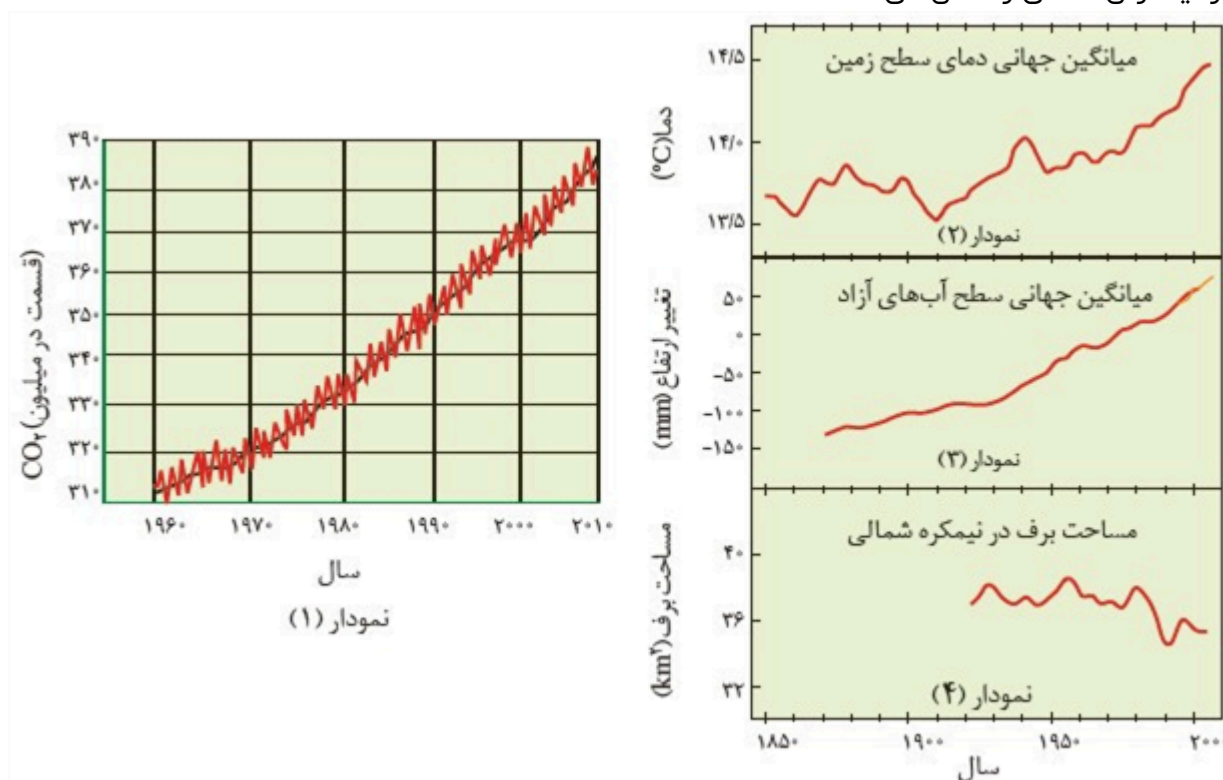 ۳۹۰
۳۸۰
۳۷۰
۳۶۰
۳۵۰
۳۴۰
۳۳۰
۳۲۰
۳۱۰
CO۲ (قسمت در میلیون)
۱۹۶۰ ۱۹۷۰ ۱۹۸۰ ۱۹۹۰ ۲۰۰۰ ۲۰۱۰
سال
نمودار (۱)
میانگین جهانی دمای سطح زمین
۱۴/۵
۱۴/۰
۱۳/۵
دما(°C)
نمودار (۲)
میانگین جهانی سطح آب‌های آزاد
۵۰
۰
−۵۰
−۱۰۰
−۱۵۰
تغییر ارتفاع (mm)
نمودار (۳)
مساحت برف در نیمکره شمالی
۴۰
۳۶
۳۲
مساحت برف (km²)
نمودار (۴)
۱۸۵۰ ۱۹۰۰ ۱۹۵۰ ۲۰۰۰
سال